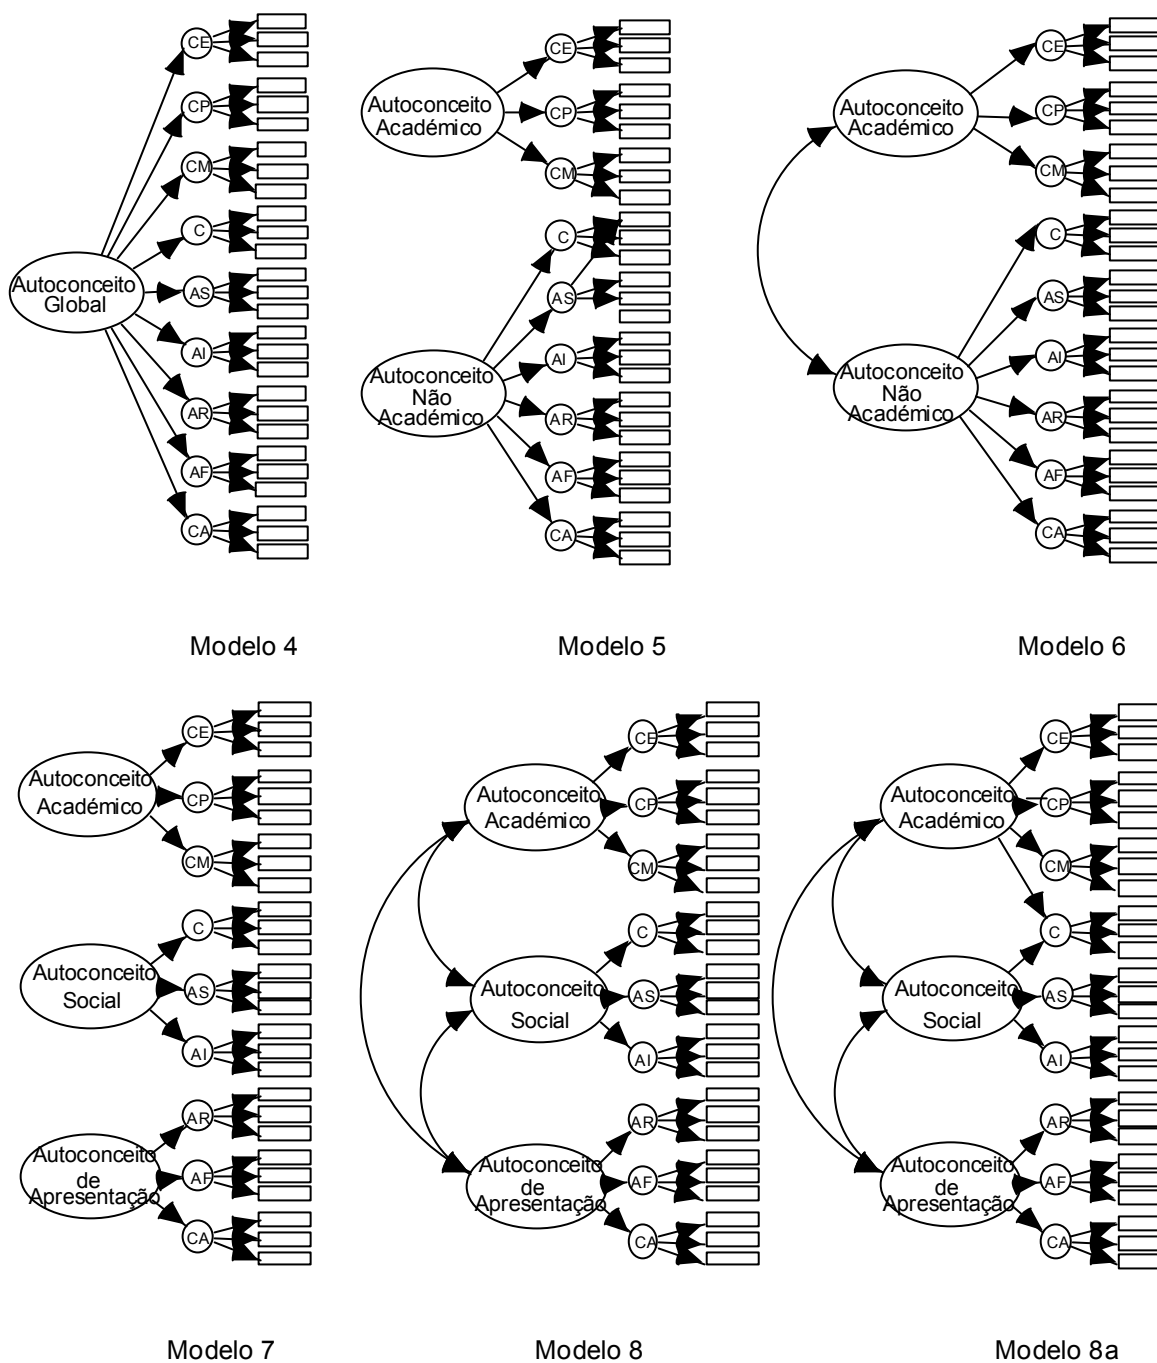 CE
CP
CM
C
AS
AI
AR
AF
CA
Autoconceito
Global
Modelo 4
Autoconceito
Académico
CE
CP
CM
Autoconceito
Não
Académico
C
AS
AI
AR
AF
CA
Modelo 5
Autoconceito
Académico
CE
CP
CM
Autoconceito
Não
Académico
C
AS
AI
AR
AF
CA
Modelo 6
Autoconceito
Académico
CE
CP
CM
Autoconceito
Social
C
AS
AI
Autoconceito
de
Apresentação
AR
AF
CA
Modelo 7
Autoconceito
Académico
CE
CP
CM
Autoconceito
Social
C
AS
AI
Autoconceito
de
Apresentação
AR
AF
CA
Modelo 8
Autoconceito
Académico
CE
CP
CM
Autoconceito
Social
C
AS
AI
Autoconceito
de
Apresentação
AR
AF
CA
Modelo 8a